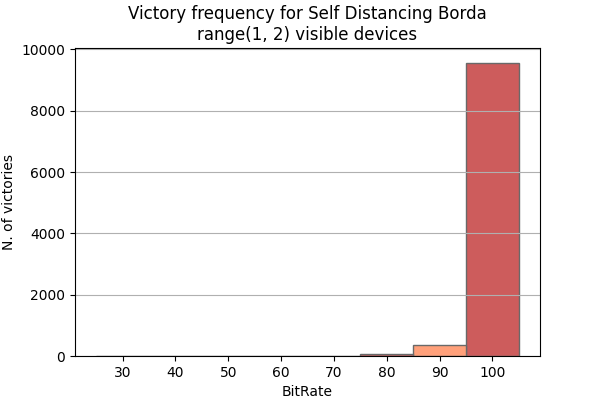 Victory frequency for Self Distancing Borda
range(1, 2) visible devices
10000
8000
6000
4000
2000
0
N. of victories
30 40 50 60 70 80 90 100
BitRate